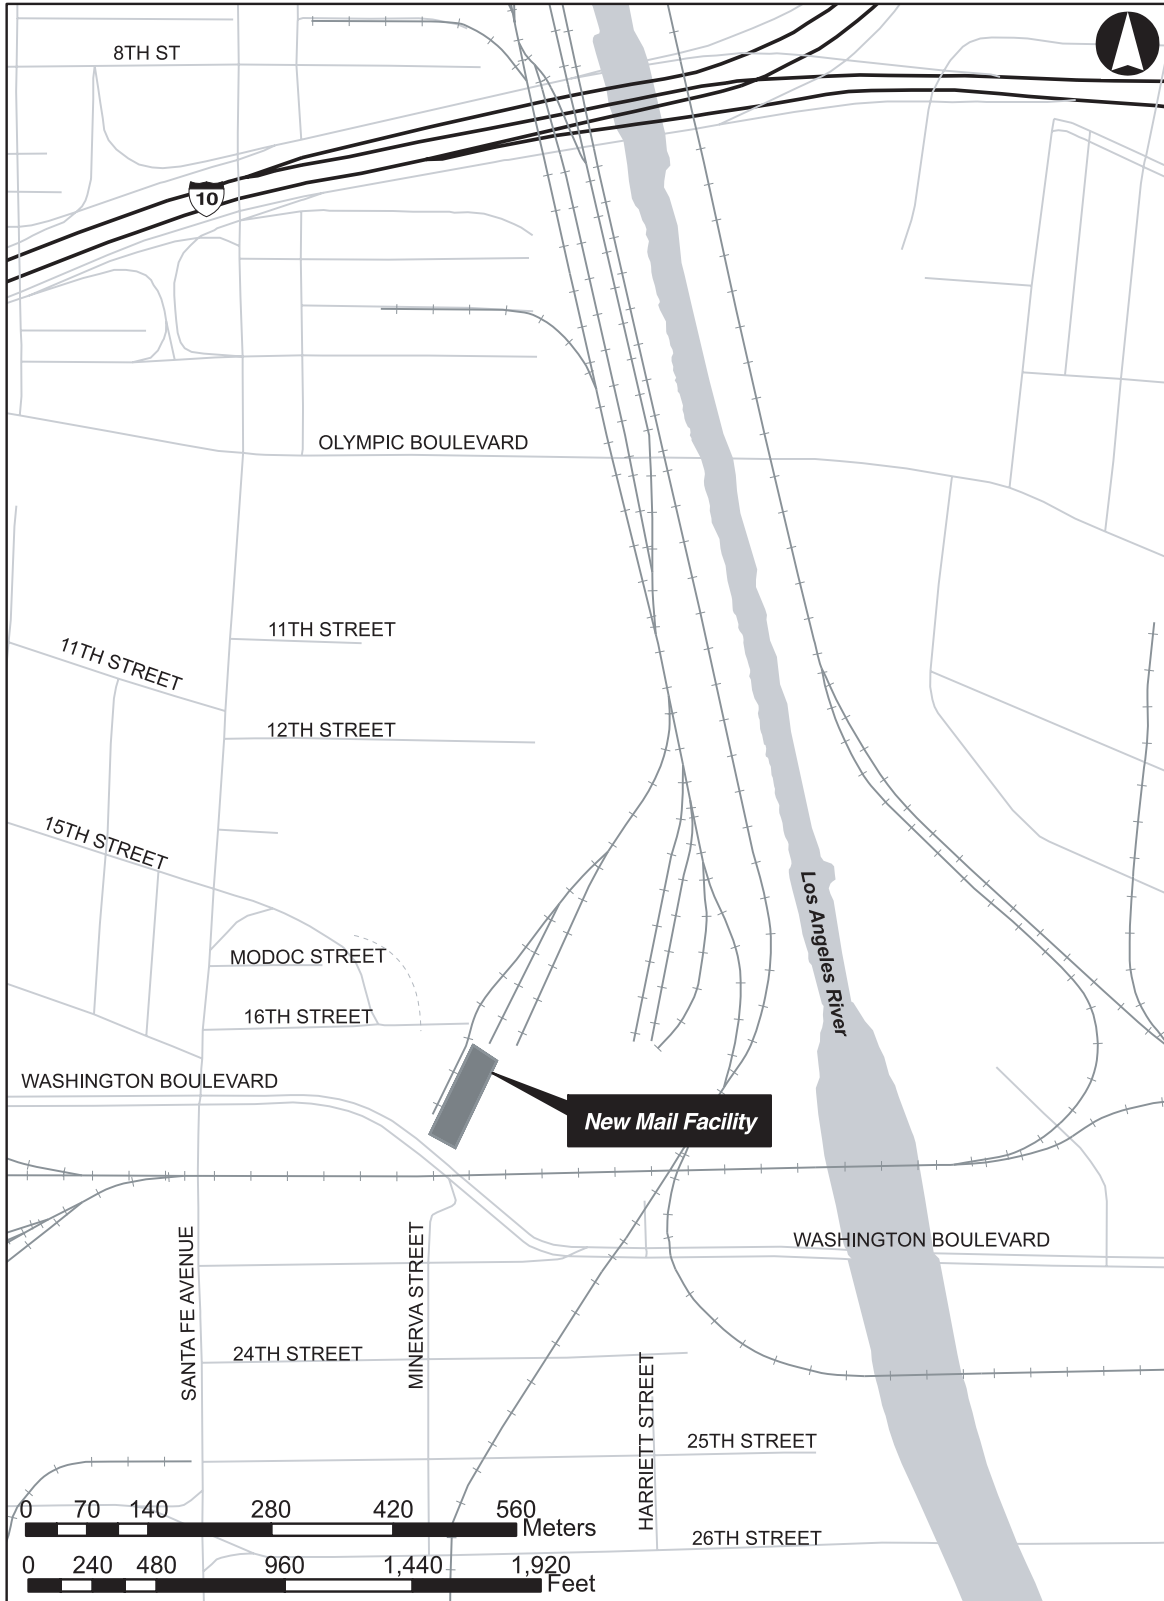 8TH ST
10
OLYMPIC BOULEVARD
11TH STREET
11TH STREET
12TH STREET
15TH STREET
Los Angeles River
MODOC STREET
16TH STREET
WASHINGTON BOULEVARD
New Mail Facility
WASHINGTON BOULEVARD
SANTA FE AVENUE
MINERVA STREET
24TH STREET
HARRIETT STREET
25TH STREET
26TH STREET
0 70 140 280 420 560
Meters
0 240 480 960 1,440 1,920
Feet